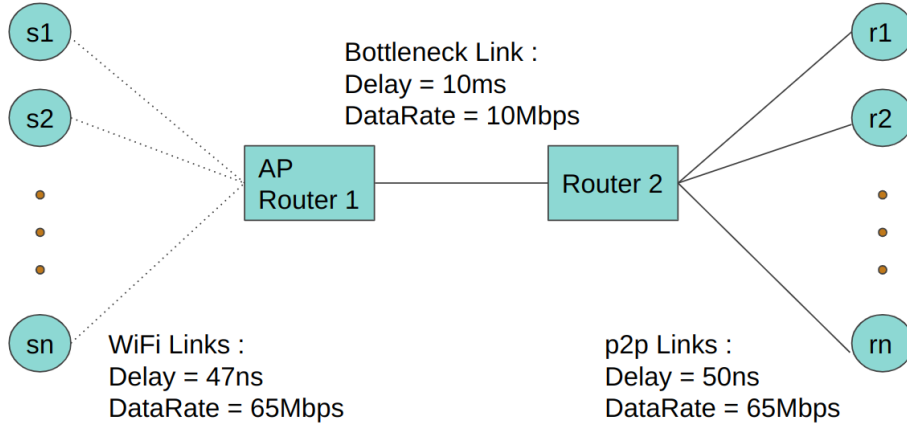 s1
r1
Bottleneck Link :
Delay = 10ms
DataRate = 10Mbps
s2
r2
AP
Router 1
Router 2
sn
rn
WiFi Links :
Delay = 47ns
DataRate = 65Mbps
p2p Links :
Delay = 50ns
DataRate = 65Mbps